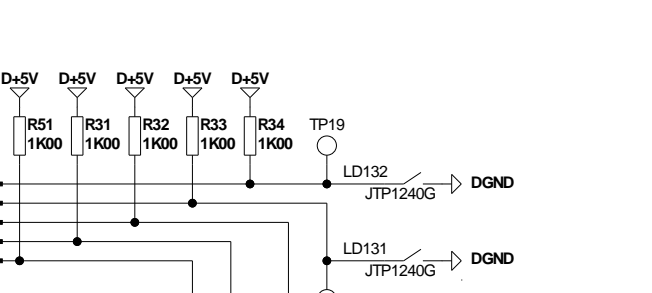 D+5V D+5V D+5V D+5V D+5V
R51 R31 R32 R33 R34 TP19
1K00 1K00 1K00 1K00 1K00
LD132
DGND
JTP1240G
LD131
DGND
JTP1240G